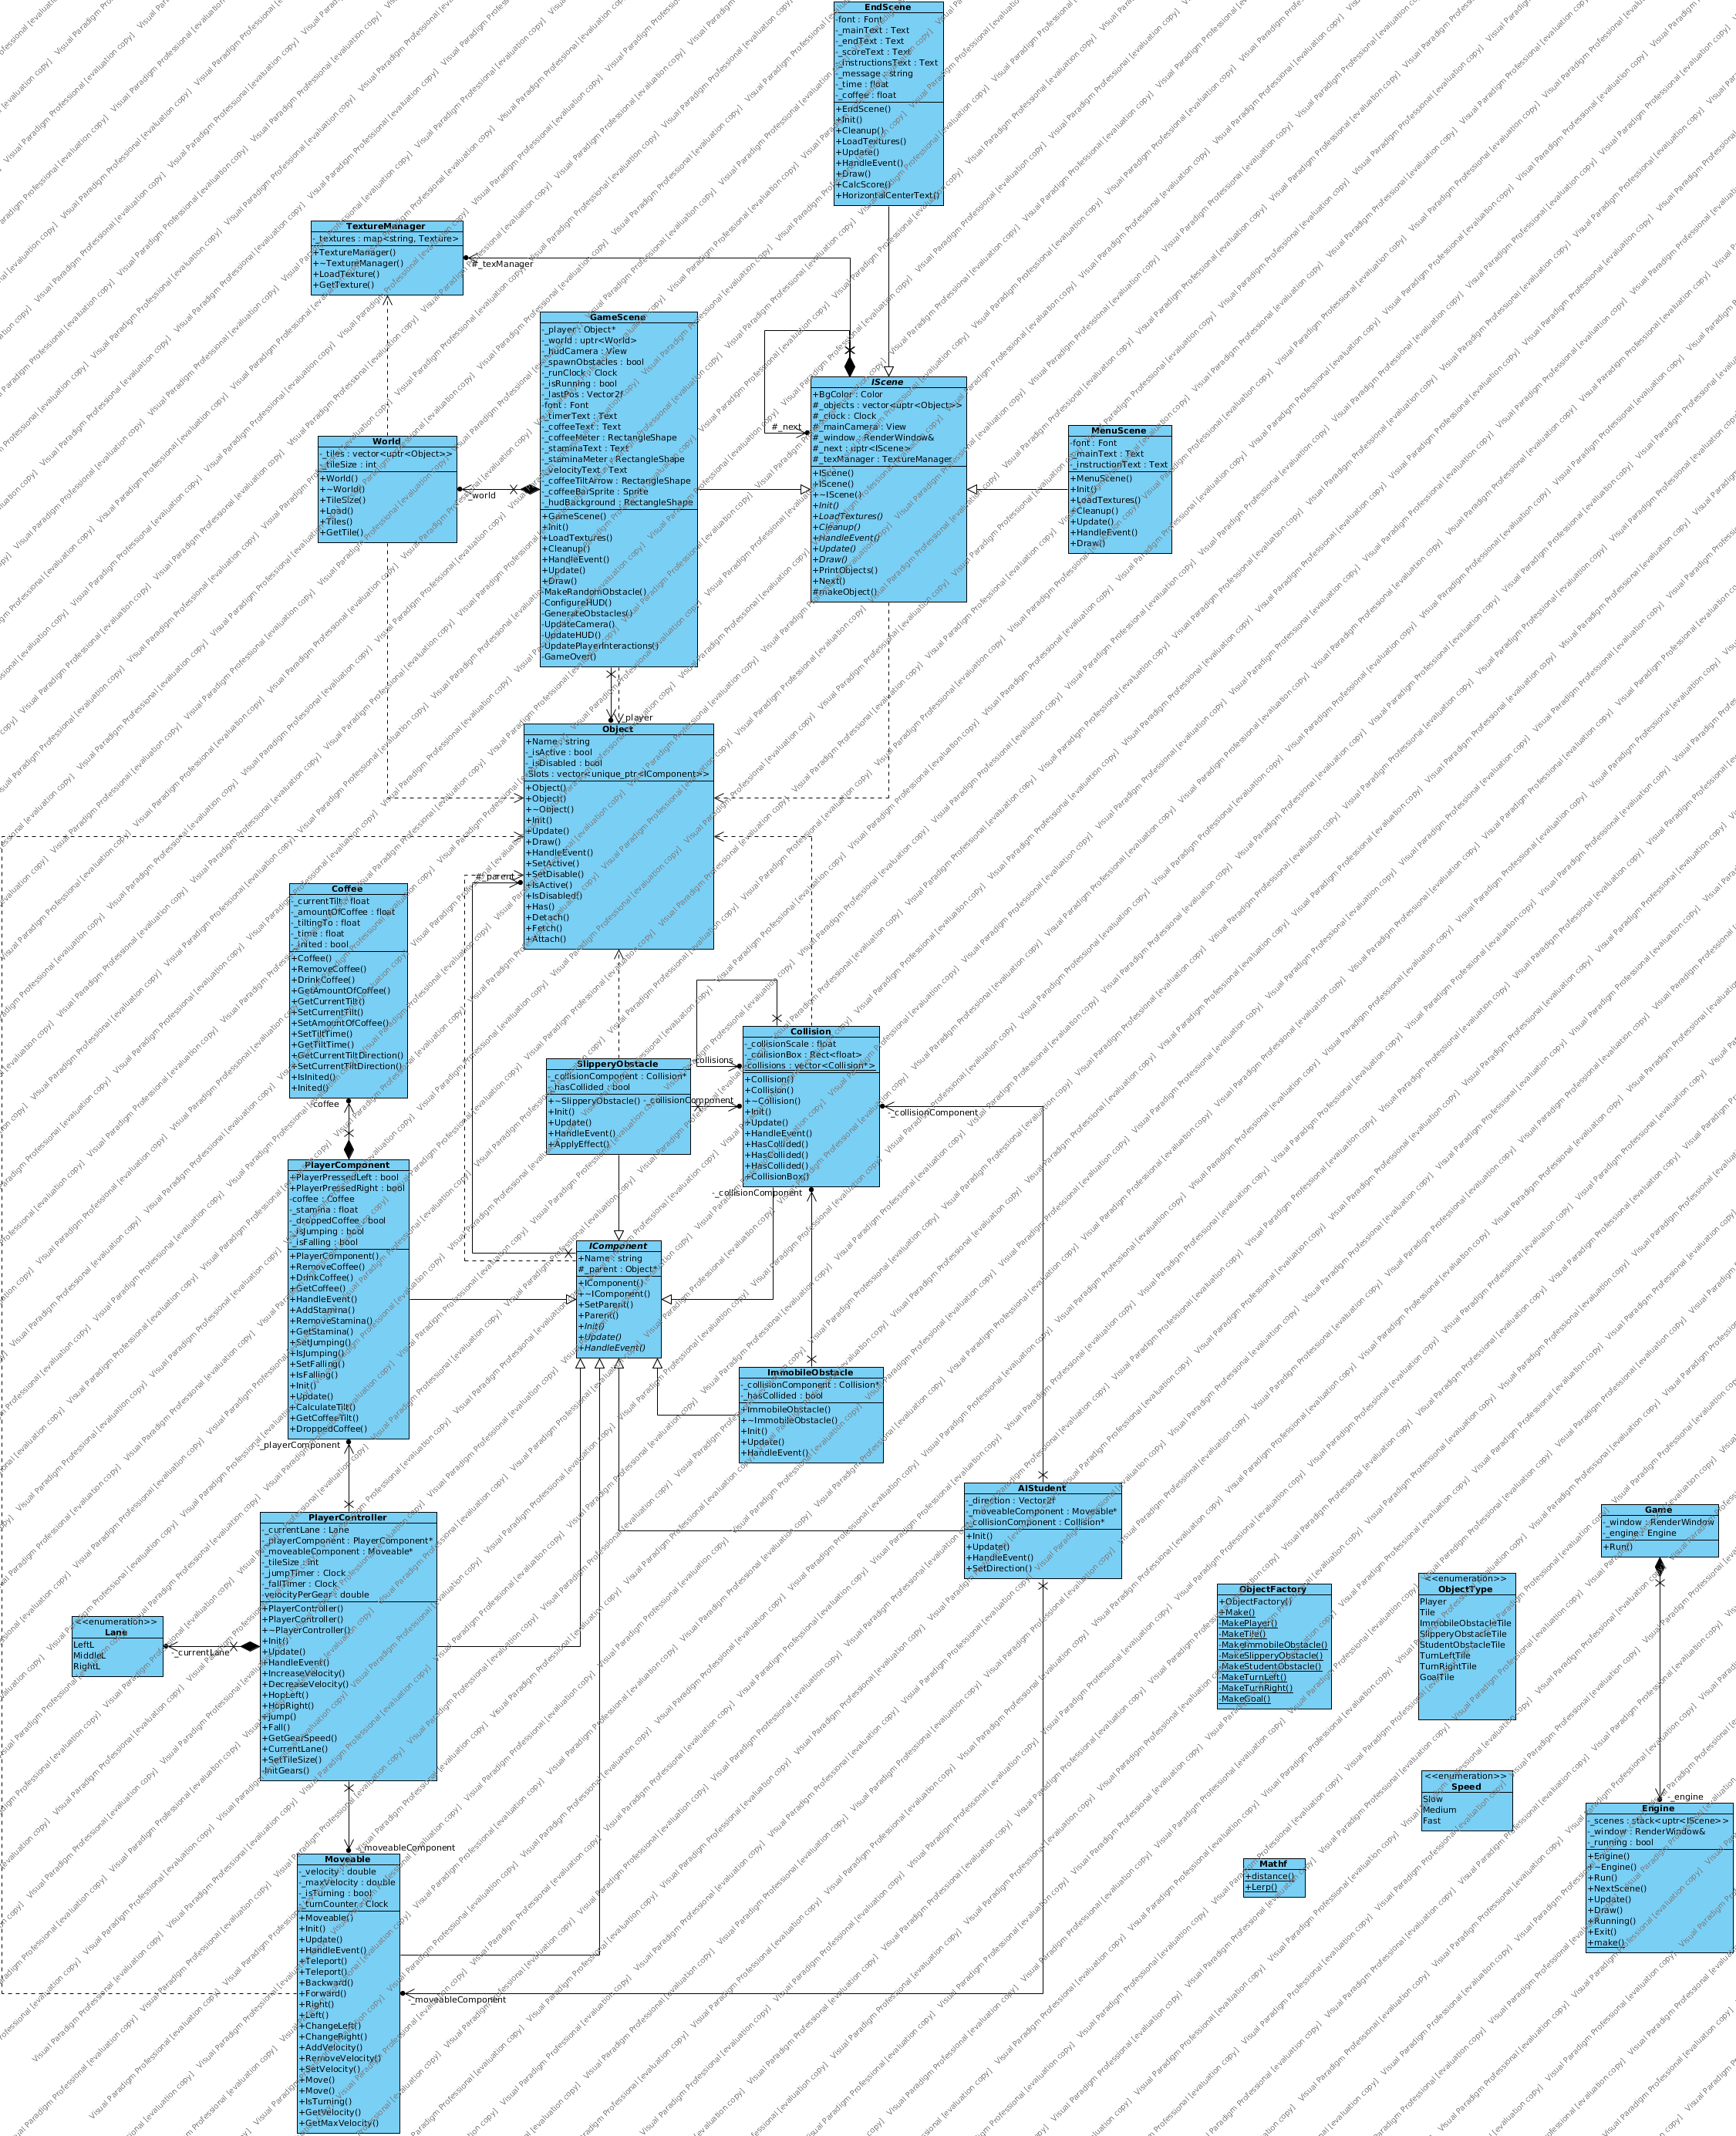 EndScene
-font : Font
-_mainText : Text
-_endText : Text
-_scoreText : Text
-_instructionsText : Text
-_message : string
-_time : float
-_coffee : float
+EndScene()
+Init()
+Cleanup()
+LoadTextures()
+Update()
+HandleEvent()
+Draw()
+CalcScore()
+HorizontalCenterText()
TextureManager
-_textures : map<string, Texture>
+TextureManager()
+~TextureManager()
+LoadTexture()
+GetTexture()
#_texManager
GameScene
-_player : Object*
-_world : uptr<World>
-_hudCamera : View
-_spawnObstacles : bool
-_runClock : Clock
-_isRunning : bool
-_lastPos : Vector2f
-font : Font
-_timerText : Text
-_coffeeText : Text
-_coffeeMeter : RectangleShape
-_staminaText : Text
-_staminaMeter : RectangleShape
-_velocityText : Text
-_coffeeTiltArrow : RectangleShape
-_coffeeBarSprite : Sprite
-_hudBackground : RectangleShape
+GameScene()
+Init()
+LoadTextures()
+Cleanup()
+HandleEvent()
+Update()
+Draw()
-MakeRandomObstacle()
-ConfigureHUD()
-GenerateObstacles()
-UpdateCamera()
-UpdateHUD()
-UpdatePlayerInteractions()
-GameOver()
IScene
+BgColor : Color
#_objects : vector<uptr<Object>>
#_clock : Clock
#_mainCamera : View
#_window : RenderWindow&
#_next : uptr<IScene>
#_texManager : TextureManager
+IScene()
+IScene()
+~IScene()
+Init()
+LoadTextures()
+Cleanup()
+HandleEvent()
+Update()
+Draw()
+PrintObjects()
+Next()
#makeObject()
#_next
MenuScene
-font : Font
-_mainText : Text
-_instructionText : Text
+MenuScene()
+Init()
+LoadTextures()
+Cleanup()
+Update()
+HandleEvent()
+Draw()
World
-_tiles : vector<uptr<Object>>
-_tileSize : int
+World()
+~World()
+TileSize()
+Load()
+Tiles()
+GetTile()
-_world
-_player
Object
+Name : string
-_isActive : bool
-_isDisabled : bool
-Slots : vector<unique_ptr<IComponent>>
+Object()
+Object()
+~Object()
+Init()
+Update()
+Draw()
+HandleEvent()
+SetActive()
+SetDisable()
+IsActive()
+IsDisabled()
+Has()
+Detach()
+Fetch()
+Attach()
#_parent
Coffee
-_currentTilt : float
-_amountOfCoffee : float
-_tiltingTo : float
-_time : float
-_inited : bool
+Coffee()
+RemoveCoffee()
+DrinkCoffee()
+GetAmountOfCoffee()
+GetCurrentTilt()
+SetCurrentTilt()
+SetAmountOfCoffee()
+SetTiltTime()
+GetTiltTime()
+GetCurrentTiltDirection()
+SetCurrentTiltDirection()
+IsInited()
+Inited()
-coffee
Collision
-_collisionScale : float
-_collisionBox : Rect<float>
-collisions : vector<Collision*>
+Collision()
+Collision()
+~Collision()
+Init()
+Update()
+HandleEvent()
+HasCollided()
+HasCollided()
+HasCollided()
+CollisionBox()
-collisions
SlipperyObstacle
-_collisionComponent : Collision*
-_hasCollided : bool
+~SlipperyObstacle()
+Init()
+Update()
+HandleEvent()
+ApplyEffect()
-_collisionComponent
-_collisionComponent
-_collisionComponent
PlayerComponent
+PlayerPressedLeft : bool
+PlayerPressedRight : bool
-coffee : Coffee
-_stamina : float
-_droppedCoffee : bool
-_isJumping : bool
-_isFalling : bool
+PlayerComponent()
+RemoveCoffee()
+DrinkCoffee()
+GetCoffee()
+HandleEvent()
+AddStamina()
+RemoveStamina()
+GetStamina()
+SetJumping()
+IsJumping()
+SetFalling()
+IsFalling()
+Init()
+Update()
+CalculateTilt()
+GetCoffeeTilt()
+DroppedCoffee()
-_playerComponent
IComponent
+Name : string
#_parent : Object*
+IComponent()
+~IComponent()
+SetParent()
+Parent()
+Init()
+Update()
+HandleEvent()
ImmobileObstacle
-_collisionComponent : Collision*
-_hasCollided : bool
+ImmobileObstacle()
+~ImmobileObstacle()
+Init()
+Update()
+HandleEvent()
AIStudent
-_direction : Vector2f
-_moveableComponent : Moveable*
-_collisionComponent : Collision*
+Init()
+Update()
+HandleEvent()
+SetDirection()
PlayerController
-_currentLane : Lane
-_playerComponent : PlayerComponent*
-_moveableComponent : Moveable*
-_tileSize : int
-_jumpTimer : Clock
-_fallTimer : Clock
-velocityPerGear : double
+PlayerController()
+PlayerController()
+~PlayerController()
+Init()
+Update()
+HandleEvent()
+IncreaseVelocity()
+DecreaseVelocity()
+HopLeft()
+HopRight()
+Jump()
+Fall()
+GetGearSpeed()
+CurrentLane()
+SetTileSize()
-InitGears()
<<enumeration>>
Lane
LeftL
MiddleL
RightL
-_currentLane
-_moveableComponent
Moveable
-_velocity : double
-_maxVelocity : double
-_isTurning : bool
-_turnCounter : Clock
+Moveable()
+Init()
+Update()
+HandleEvent()
+Teleport()
+Teleport()
+Backward()
+Forward()
+Right()
+Left()
+ChangeLeft()
+ChangeRight()
+AddVelocity()
+RemoveVelocity()
+SetVelocity()
+Move()
+Move()
+IsTurning()
+GetVelocity()
+GetMaxVelocity()
-_moveableComponent
ObjectFactory
+ObjectFactory()
+Make()
-MakePlayer()
-MakeTile()
-MakeImmobileObstacle()
-MakeSlipperyObstacle()
-MakeStudentObstacle()
-MakeTurnLeft()
-MakeTurnRight()
-MakeGoal()
<<enumeration>>
ObjectType
Player
Tile
ImmobileObstacleTile
SlipperyObstacleTile
StudentObstacleTile
TurnLeftTile
TurnRightTile
GoalTile
Game
-_window : RenderWindow
-_engine : Engine
+Run()
<<enumeration>>
Speed
Slow
Medium
Fast
-_engine
Engine
-_scenes : stack<uptr<IScene>>
-_window : RenderWindow&
-_running : bool
+Engine()
+~Engine()
+Run()
+NextScene()
+Update()
+Draw()
+Running()
+Exit()
+make()
Mathf
+distance()
+Lerp()
Visual Paradigm Professional [evaluation copy]